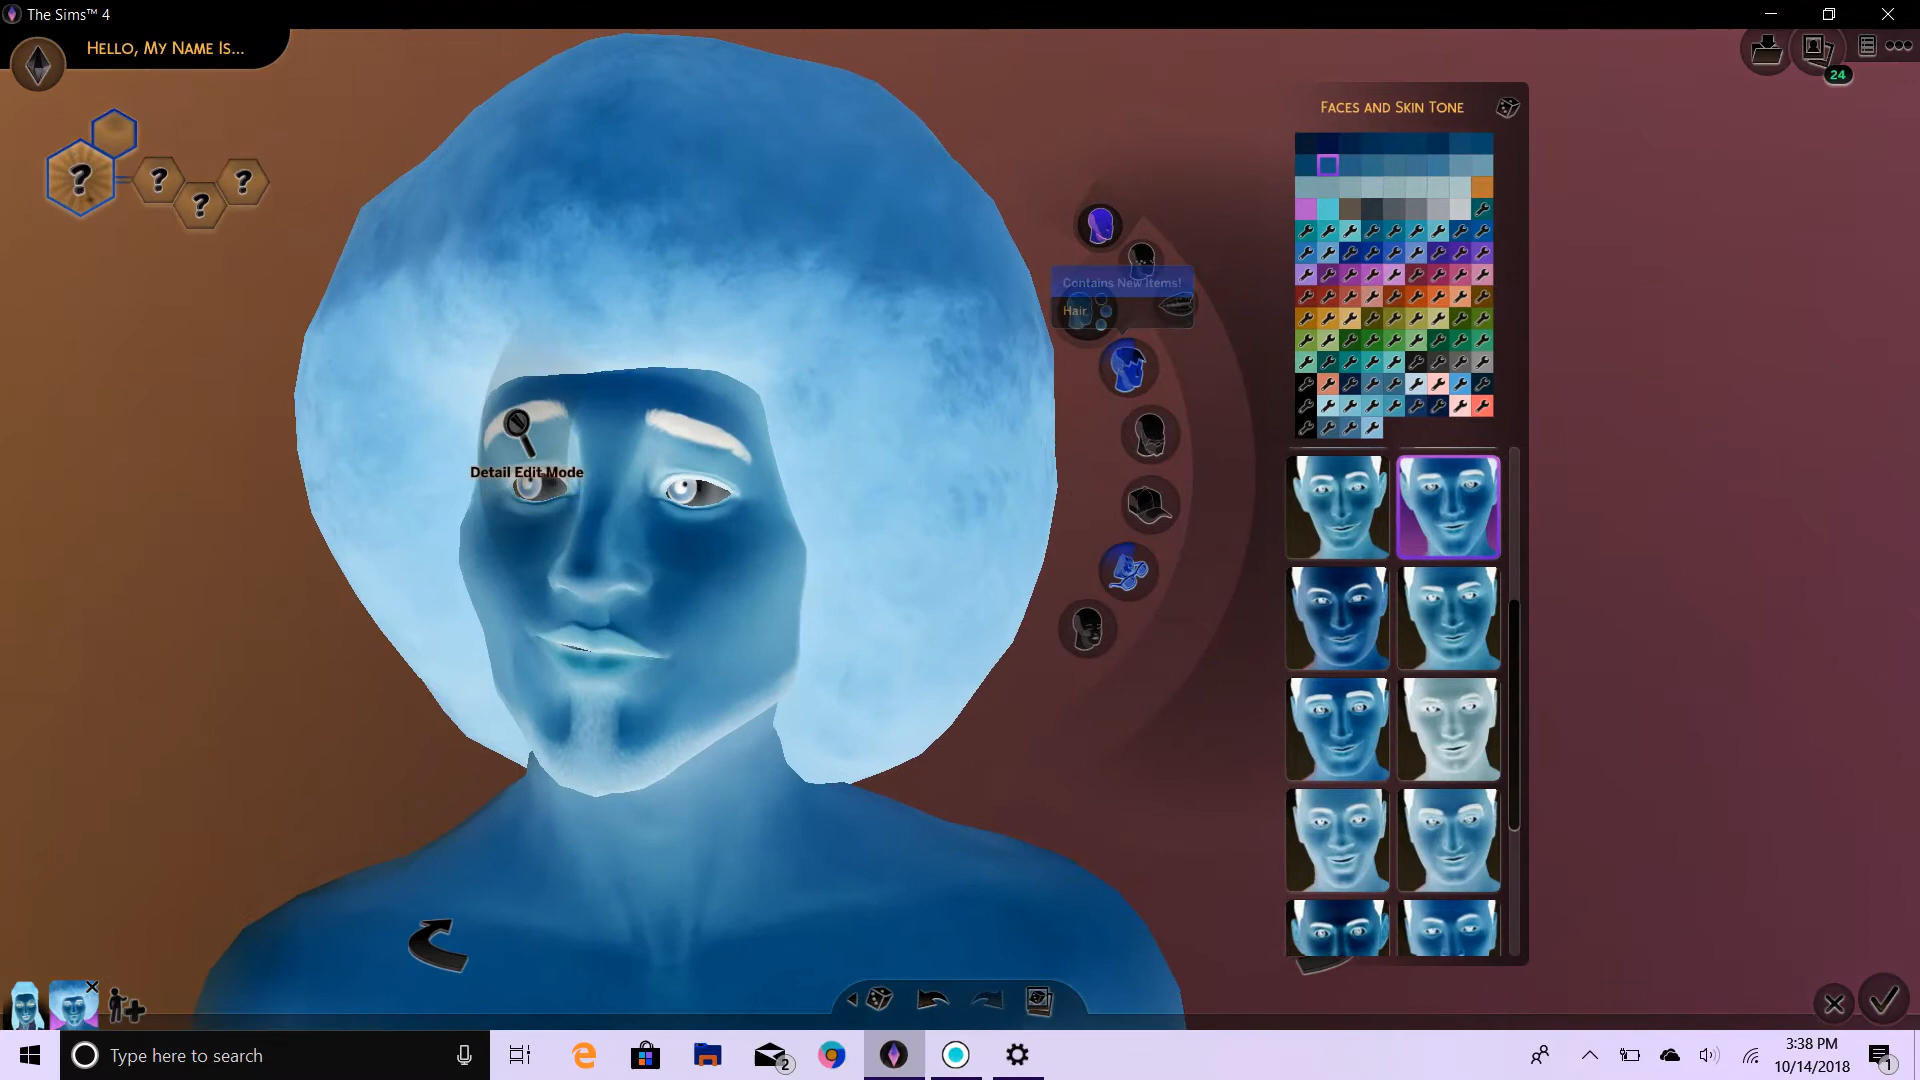 The Sims™ 4
Hello, My Name Is...
24
Faces and Skin Tone
Contains New Items!
Hair
Detail Edit Mode
? ? ? ?
Type here to search
2
3:38 PM
10/14/2018
1